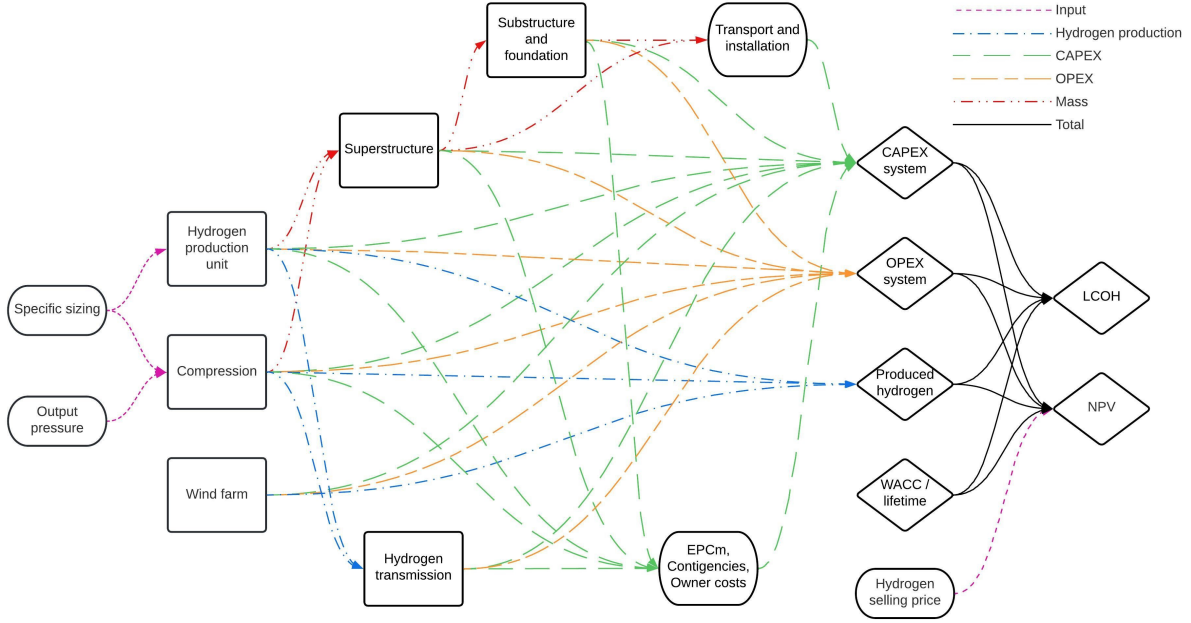 Substructure
and
foundation
Transport and
installation
Input
Hydrogen production
CAPEX
OPEX
Mass
Total
Superstructure
CAPEX
system
Hydrogen
production
unit
OPEX
system
Specific sizing
LCOH
Compression
Produced
hydrogen
Output
pressure
NPV
Wind farm
WACC /
lifetime
Hydrogen
transmission
EPCm,
Contigencies,
Owner costs
Hydrogen
selling price